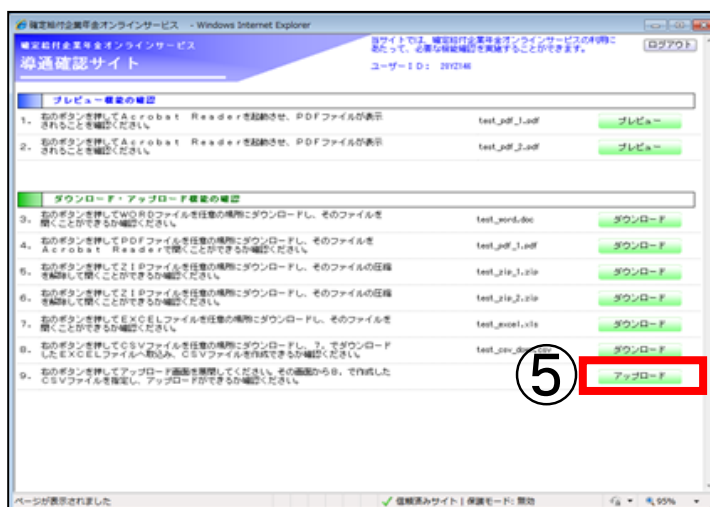 確定給付企業年金オンラインサービス - Windows Internet Explorer
確定給付企業年金オンラインサービス
導通確認サイト
当サイトでは、確定給付企業年金オンラインサービスの利用に
あたって、必要な機能確認を実施することができます。
ログアウト
ユーザーID:
プレビュー機能の確認
1. 右のボタンを押してAcrobat Readerを起動させ、PDFファイルが表示
されることを確認ください。
test_pdf_1.pdf
プレビュー
2. 右のボタンを押してAcrobat Readerを起動させ、PDFファイルが表示
されることを確認ください。
test_pdf_2.pdf
プレビュー
ダウンロード・アップロード機能の確認
3. 右のボタンを押してWORDファイルを任意の場所にダウンロードし、そのファイルを
開くことができるか確認ください。
test_word.doc
ダウンロード
4. 右のボタンを押してPDFファイルを任意の場所にダウンロードし、そのファイルを
Acrobat Readerで開くことができるか確認ください。
test_pdf_1.pdf
ダウンロード
5. 右のボタンを押してZIPファイルを任意の場所にダウンロードし、そのファイルの圧縮
を解除して開くことができるか確認ください。
test_zip_1.zip
ダウンロード
6. 右のボタンを押してZIPファイルを任意の場所にダウンロードし、そのファイルの圧縮
を解除して開くことができるか確認ください。
test_zip_2.zip
ダウンロード
7. 右のボタンを押してEXCELファイルを任意の場所にダウンロードし、そのファイルを
開くことができるか確認ください。
test_excel.xls
ダウンロード
8. 右のボタンを押してCSVファイルを任意の場所にダウンロードし、7. でダウンロード
したEXCELファイルへ取込み、CSVファイルを作成できるか確認ください。
test_csv_down.csv
ダウンロード
9. 右のボタンを押してアップロード画面を展開してください。その画面から8. で作成した
CSVファイルを指定し、アップロードができるか確認ください。
⑤
アップロード
ページが表示されました
信頼済みサイト | 保護モード: 無効
95%